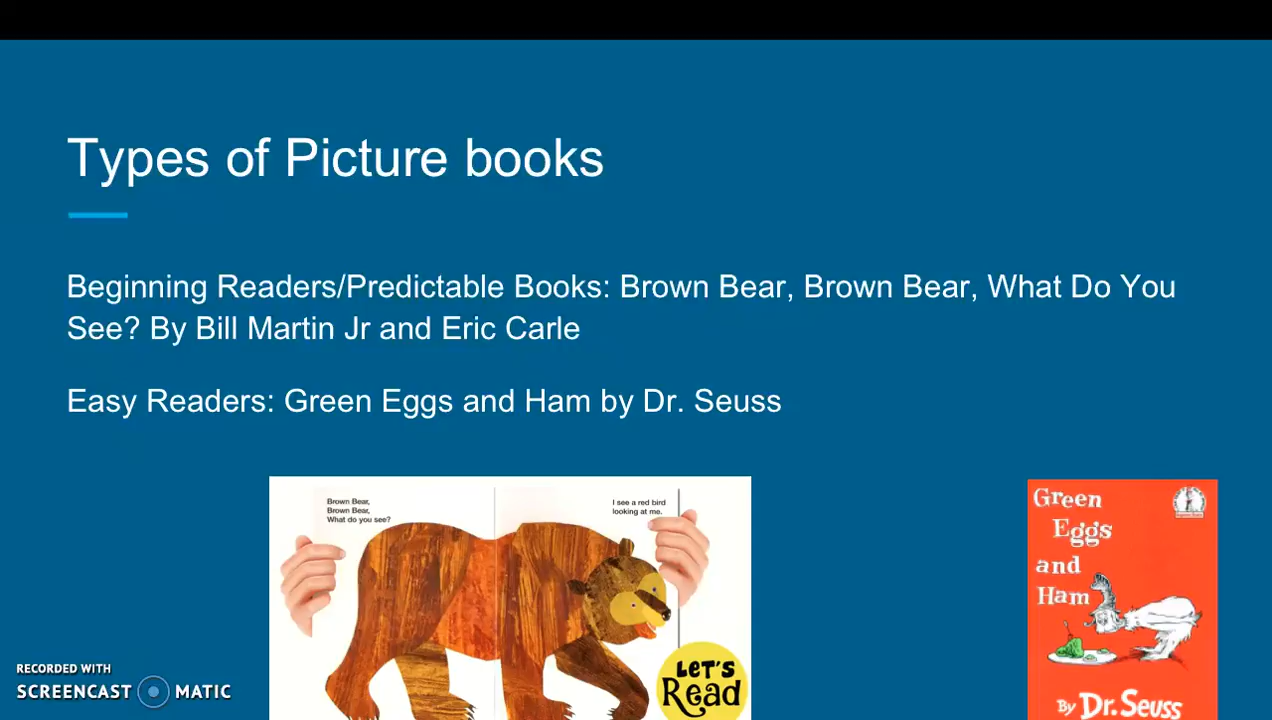 Types of Picture books
Beginning Readers/Predictable Books: Brown Bear, Brown Bear, What Do You
See? By Bill Martin Jr and Eric Carle
Easy Readers: Green Eggs and Ham by Dr. Seuss
Brown Bear,
Brown Bear,
What do you see?
I see a red bird
looking at me.
LET'S
Read
Green
Eggs
and
Ham
By Dr. Seuss
RECORDED WITH
SCREENCAST MATIC